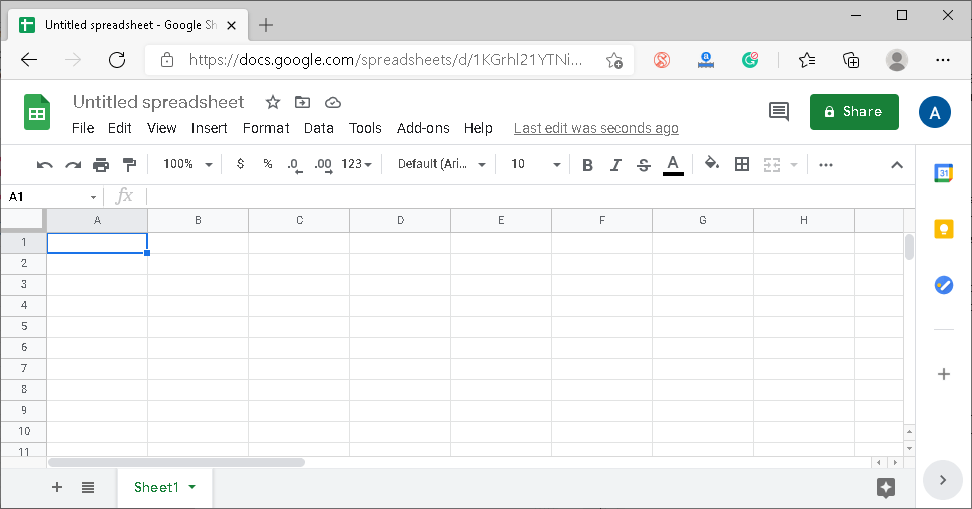 Untitled spreadsheet - Google Sh
https://docs.google.com/spreadsheets/d/1KGrhl21YTNi...
Untitled spreadsheet
Share
A
File Edit View Insert Format Data Tools Add-ons Help Last edit was seconds ago
100% $ % .0 .00 123 Default (Ari... 10 B I S A
31
A1 fx
A B C D E F G H
1
2
3
4
5
6
7
8
9
10
11
Sheet1